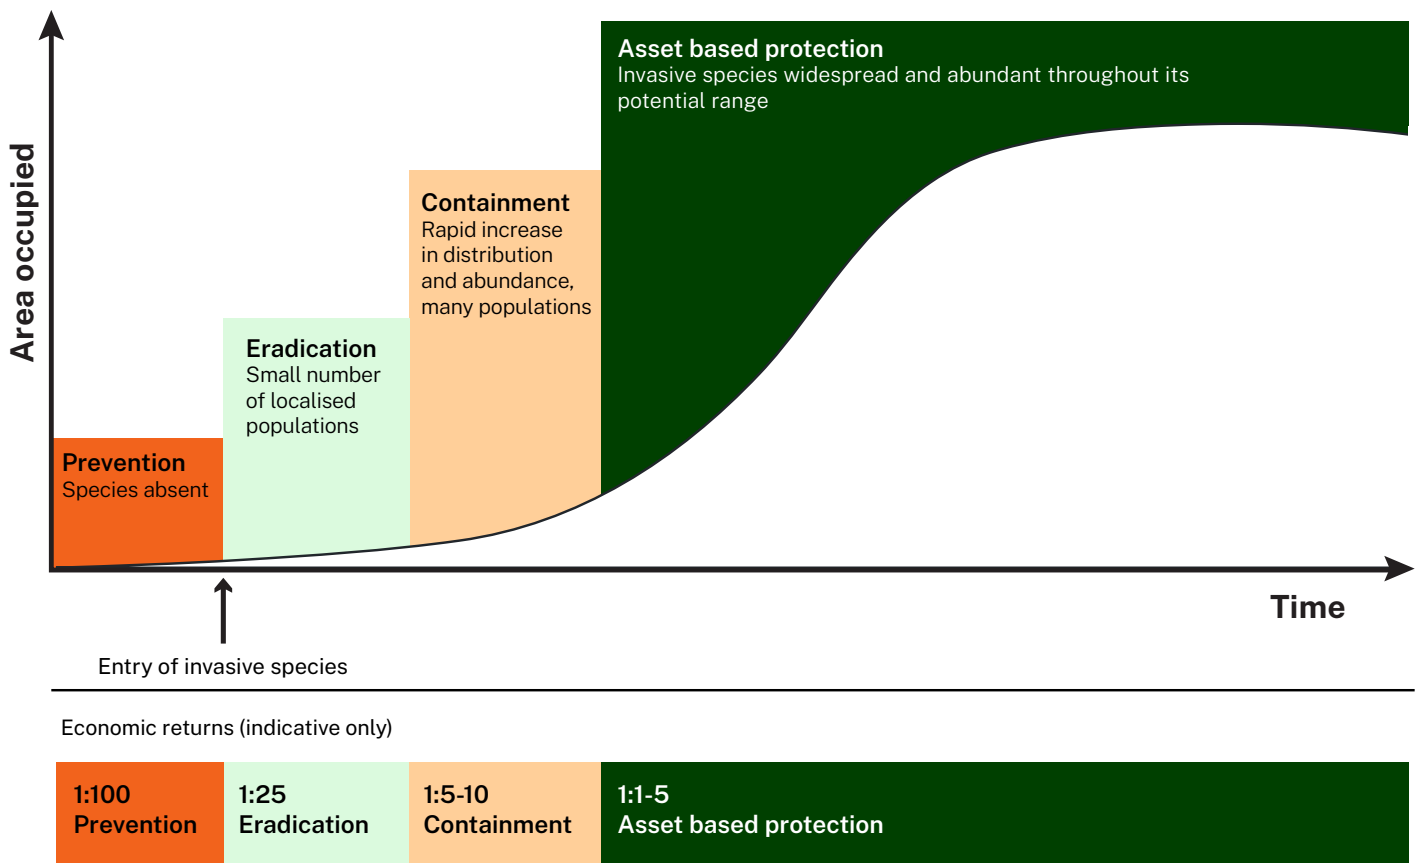 Asset based protection
Invasive species widespread and abundant throughout its
potential range
Containment
Rapid increase
in distribution
and abundance,
many populations
Eradication
Small number
of localised
populations
Prevention
Species absent
Area occupied
Time
Entry of invasive species
Economic returns (indicative only)
1:100
Prevention
1:25
Eradication
1:5-10
Containment
1:1-5
Asset based protection